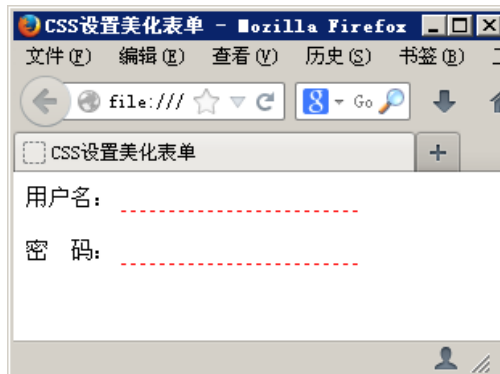 CSS设置美化表单 - Mozilla Firefox
文件(F) 编辑(E) 查看(V) 历史(S) 书签(B)
file:/// 8 Go
CSS设置美化表单 +
用户名：
密 码：